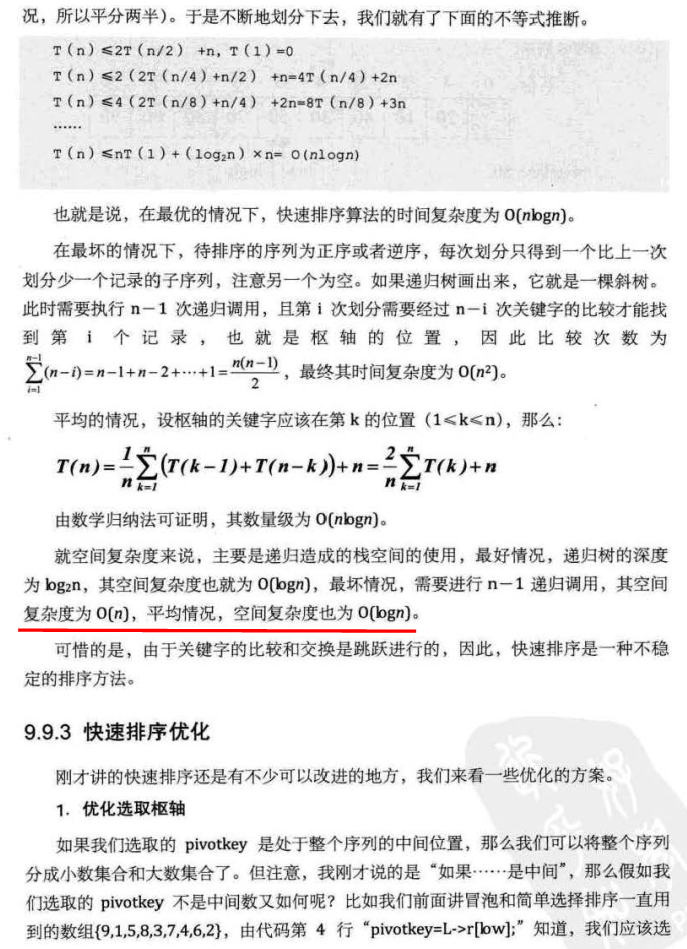 况，所以平分两半）。于是不断地划分下去，我们就有了下面的不等式推断。
T(n)≤2T(n/2) +n, T(1)=0
T(n)≤2(2T(n/4)+n/2) +n=4T(n/4)+2n
T(n)≤4(2T(n/8)+n/4) +2n=8T(n/8)+3n
……
T(n)≤nT(1)+(log₂n)×n= O(nlogn)
也就是说，在最优的情况下，快速排序算法的时间复杂度为 O(nlogn)。
在最坏的情况下，待排序的序列为正序或者逆序，每次划分只得到一个比上一次
划分少一个记录的子序列，注意另一个为空。如果递归树画出来，它就是一棵斜树。
此时需要执行 n－1 次递归调用，且第 i 次划分需要经过 n－i 次关键字的比较才能找
到第 i 个记录，也就是枢轴的位置，因此比较次数为
∑_{i=1}^{n-1}(n-i)=n-1+n-2+⋯+1=n(n-1)/2，最终其时间复杂度为 O(n²)。
平均的情况，设枢轴的关键字应该在第 k 的位置（1≤k≤n），那么：
T(n)=1/n∑_{k=1}^{n}(T(k-1)+T(n-k))+n=2/n∑_{k=1}^{n}T(k)+n
由数学归纳法可证明，其数量级为 O(nlogn)。
就空间复杂度来说，主要是递归造成的栈空间的使用，最好情况，递归树的深度
为 log₂n，其空间复杂度也就为 O(logn)，最坏情况，需要进行 n－1 递归调用，其空间
复杂度为 O(n)，平均情况，空间复杂度也为 O(logn)。
可惜的是，由于关键字的比较和交换是跳跃进行的，因此，快速排序是一种不稳
定的排序方法。
9.9.3 快速排序优化
刚才讲的快速排序还是有不少可以改进的地方，我们来看一些优化的方案。
1．优化选取枢轴
如果我们选取的 pivotkey 是处于整个序列的中间位置，那么我们可以将整个序列
分成小数集合和大数集合了。但注意，我刚才说的是“如果……是中间”，那么假如我
们选取的 pivotkey 不是中间数又如何呢？比如我们前面讲冒泡和简单选择排序一直用
到的数组{9,1,5,8,3,7,4,6,2}，由代码第 4 行“pivotkey=L->r[low];”知道，我们应该选